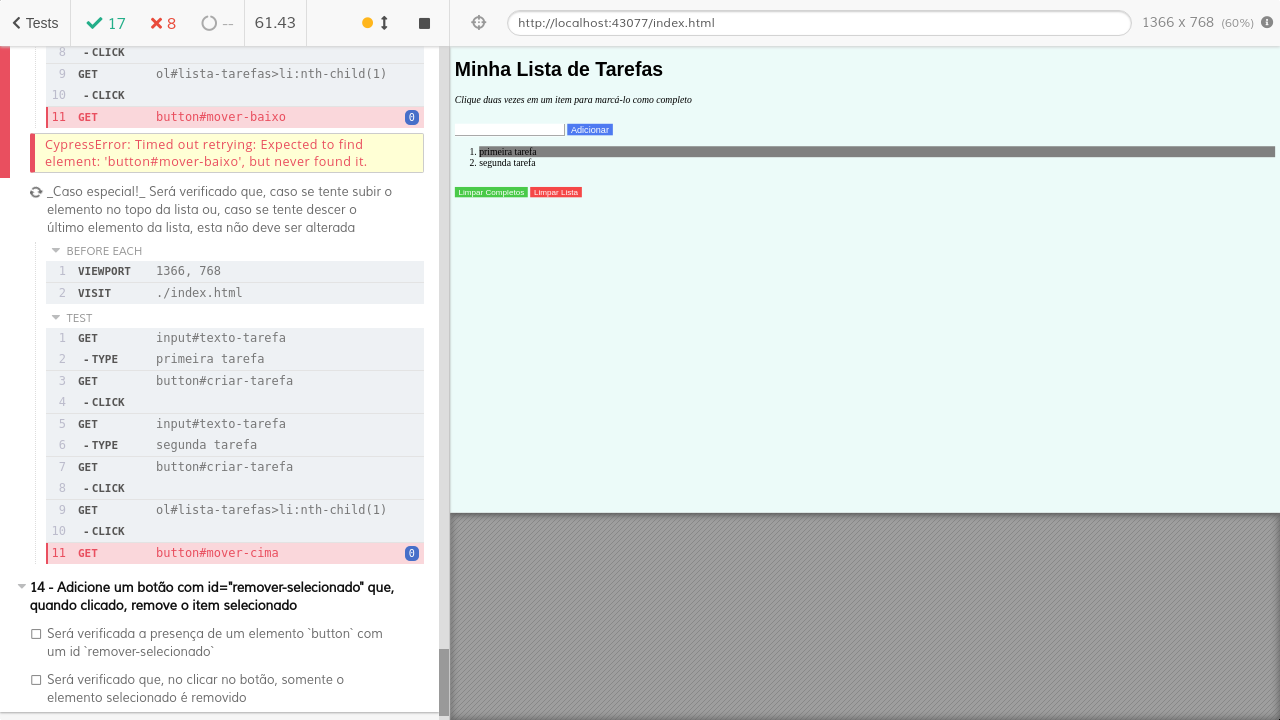 Tests
17
8
--
61.43
http://localhost:43077/index.html
1366 x 768 (60%)
8 - CLICK
9 GET ol#lista-tarefas>li:nth-child(1)
10 - CLICK
11 GET button#mover-baixo 0
CypressError: Timed out retrying: Expected to find
element: 'button#mover-baixo', but never found it.
_Caso especial!_ Será verificado que, caso se tente subir o
elemento no topo da lista ou, caso se tente descer o
último elemento da lista, esta não deve ser alterada
BEFORE EACH
1 VIEWPORT 1366, 768
2 VISIT ./index.html
TEST
1 GET input#texto-tarefa
2 - TYPE primeira tarefa
3 GET button#criar-tarefa
4 - CLICK
5 GET input#texto-tarefa
6 - TYPE segunda tarefa
7 GET button#criar-tarefa
8 - CLICK
9 GET ol#lista-tarefas>li:nth-child(1)
10 - CLICK
11 GET button#mover-cima 0
14 - Adicione um botão com id="remover-selecionado" que,
quando clicado, remove o item selecionado
Será verificada a presença de um elemento `button` com
um id `remover-selecionado`
Será verificado que, no clicar no botão, somente o
elemento selecionado é removido
Minha Lista de Tarefas
Clique duas vezes em um item para marcá-lo como completo
Adicionar
1. primeira tarefa
2. segunda tarefa
Limpar Completos Limpar Lista